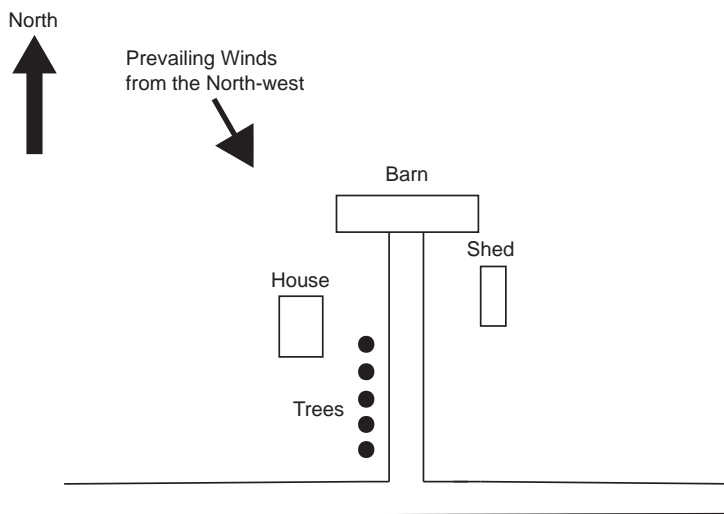 North
Prevailing Winds
from the North-west
Barn
Shed
House
Trees